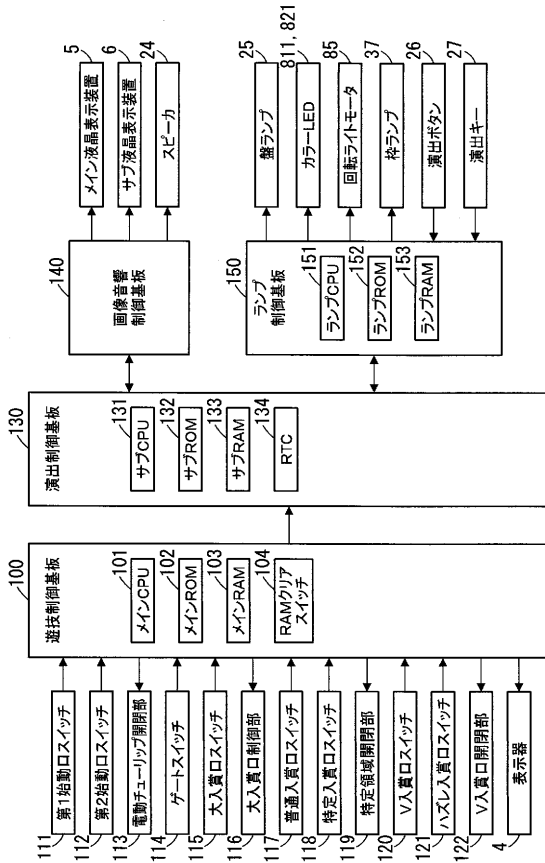 111
第1始動口スイッチ
112
第2始動口スイッチ
113
電動チューリップ開閉部
114
ゲートスイッチ
115
大入賞口スイッチ
116
大入賞口制御部
117
普通入賞口スイッチ
118
特定入賞口スイッチ
119
特定領域開閉部
120
V入賞口スイッチ
121
ハズレ入賞口スイッチ
122
V入賞口開閉部
4
表示器
100
遊技制御基板
101
メインCPU
102
メインROM
103
メインRAM
104
RAMクリア
スイッチ
130
演出制御基板
131
サブCPU
132
サブROM
133
サブRAM
134
RTC
140
画像音響
制御基板
5
メイン液晶表示装置
6
サブ液晶表示装置
24
スピーカ
150
ランプ
制御基板
151
ランプCPU
152
ランプROM
153
ランプRAM
25
盤ランプ
811, 821
カラーLED
85
回転ライトモータ
37
枠ランプ
26
演出ボタン
27
演出キー